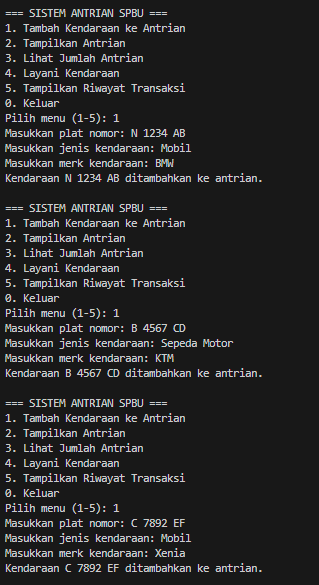 === SISTEM ANTRIAN SPBU ===
1. Tambah Kendaraan ke Antrian
2. Tampilkan Antrian
3. Lihat Jumlah Antrian
4. Layani Kendaraan
5. Tampilkan Riwayat Transaksi
0. Keluar
Pilih menu (1-5): 1
Masukkan plat nomor: N 1234 AB
Masukkan jenis kendaraan: Mobil
Masukkan merk kendaraan: BMW
Kendaraan N 1234 AB ditambahkan ke antrian.

=== SISTEM ANTRIAN SPBU ===
1. Tambah Kendaraan ke Antrian
2. Tampilkan Antrian
3. Lihat Jumlah Antrian
4. Layani Kendaraan
5. Tampilkan Riwayat Transaksi
0. Keluar
Pilih menu (1-5): 1
Masukkan plat nomor: B 4567 CD
Masukkan jenis kendaraan: Sepeda Motor
Masukkan merk kendaraan: KTM
Kendaraan B 4567 CD ditambahkan ke antrian.

=== SISTEM ANTRIAN SPBU ===
1. Tambah Kendaraan ke Antrian
2. Tampilkan Antrian
3. Lihat Jumlah Antrian
4. Layani Kendaraan
5. Tampilkan Riwayat Transaksi
0. Keluar
Pilih menu (1-5): 1
Masukkan plat nomor: C 7892 EF
Masukkan jenis kendaraan: Mobil
Masukkan merk kendaraan: Xenia
Kendaraan C 7892 EF ditambahkan ke antrian.